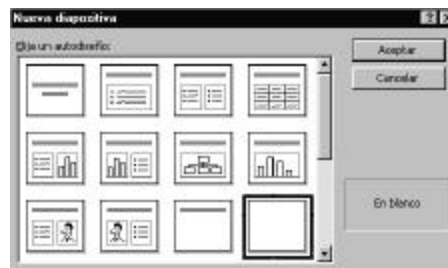 Nueva diapositiva
Elija un autodiseño:
Aceptar
Cancelar
En blanco